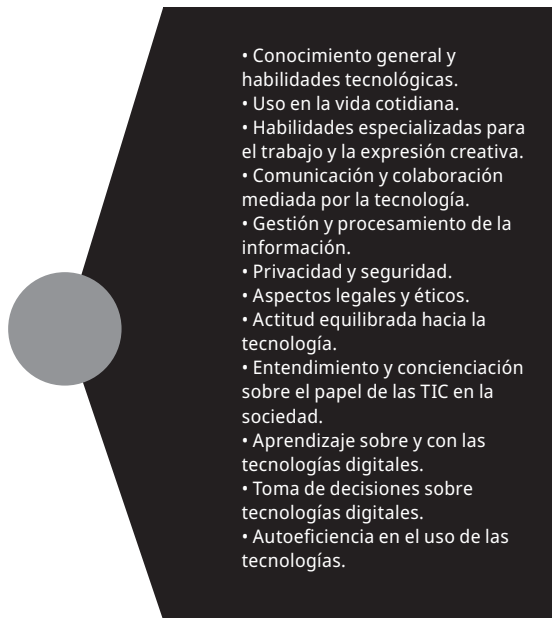 • Conocimiento general y
habilidades tecnológicas.
• Uso en la vida cotidiana.
• Habilidades especializadas para
el trabajo y la expresión creativa.
• Comunicación y colaboración
mediada por la tecnología.
• Gestión y procesamiento de la
información.
• Privacidad y seguridad.
• Aspectos legales y éticos.
• Actitud equilibrada hacia la
tecnología.
• Entendimiento y concienciación
sobre el papel de las TIC en la
sociedad.
• Aprendizaje sobre y con las
tecnologías digitales.
• Toma de decisiones sobre
tecnologías digitales.
• Autoeficiencia en el uso de las
tecnologías.